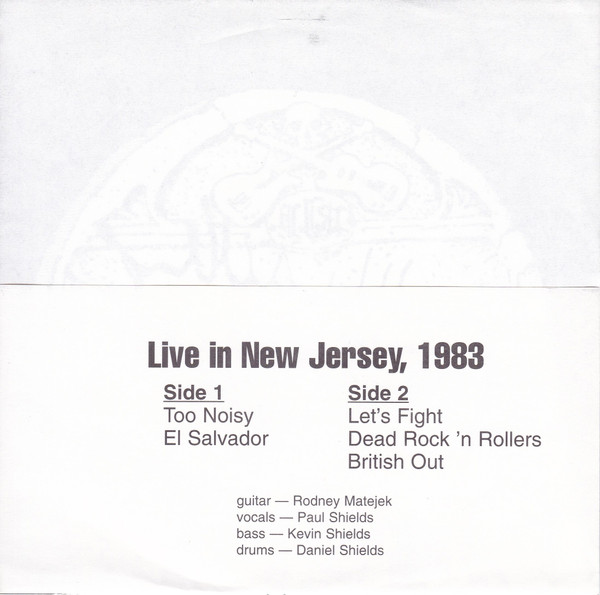 Live in New Jersey, 1983
Side 1
Too Noisy
El Salvador
Side 2
Let's Fight
Dead Rock 'n Rollers
British Out
guitar — Rodney Matejek
vocals — Paul Shields
bass — Kevin Shields
drums — Daniel Shields